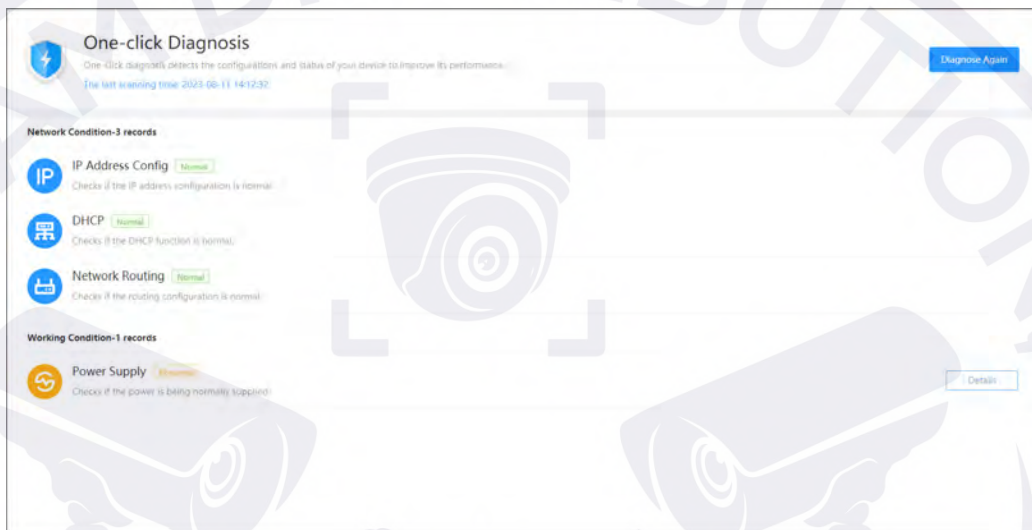 One-click Diagnosis
One-click diagnosis detects the configurations and status of your device to improve its performance.
The last scanning time: 2023-08-11 14:12:32
Diagnose Again
Network Condition-3 records
IP
IP Address Config Normal
Checks if the IP address configuration is normal.
DHCP Normal
Checks if the DHCP function is normal.
Network Routing Normal
Checks if the routing configuration is normal.
Working Condition-1 records
Power Supply
Checks if the power is being normally supplied.
Details